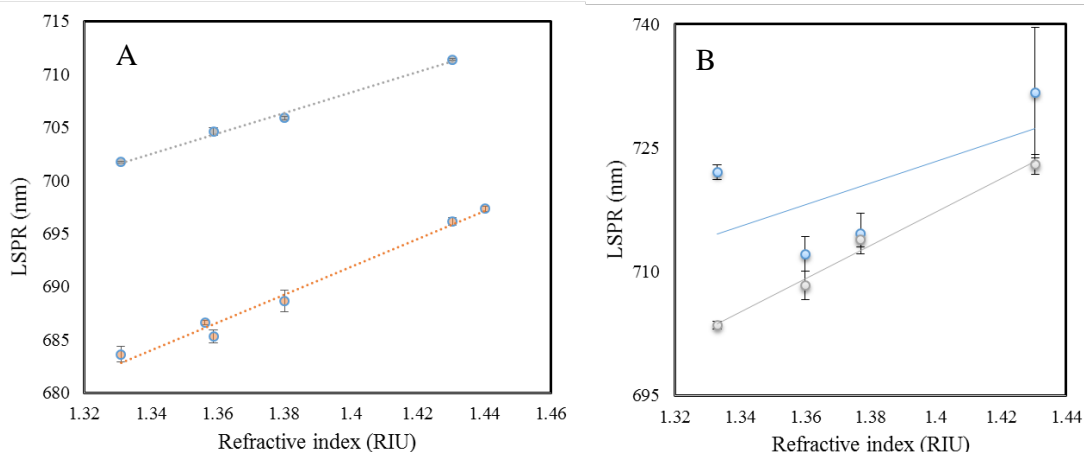 A
715
710
705
700
695
690
685
680
LSPR (nm)
1.32 1.34 1.36 1.38 1.4 1.42 1.44 1.46
Refractive index (RIU)
B
740
725
710
695
LSPR (nm)
1.32 1.34 1.36 1.38 1.4 1.42 1.44
Refractive index (RIU)